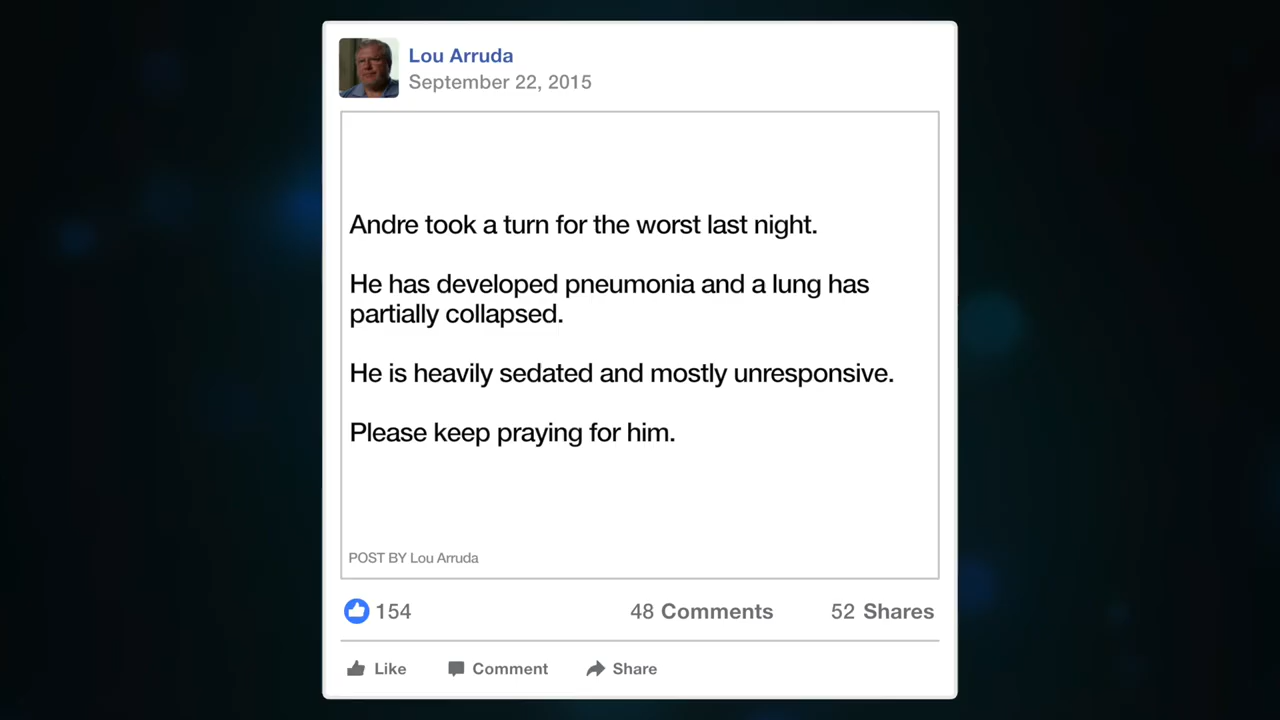 Lou Arruda
September 22, 2015
Andre took a turn for the worst last night.
He has developed pneumonia and a lung has
partially collapsed.
He is heavily sedated and mostly unresponsive.
Please keep praying for him.
POST BY Lou Arruda
154
48 Comments
52 Shares
Like
Comment
Share